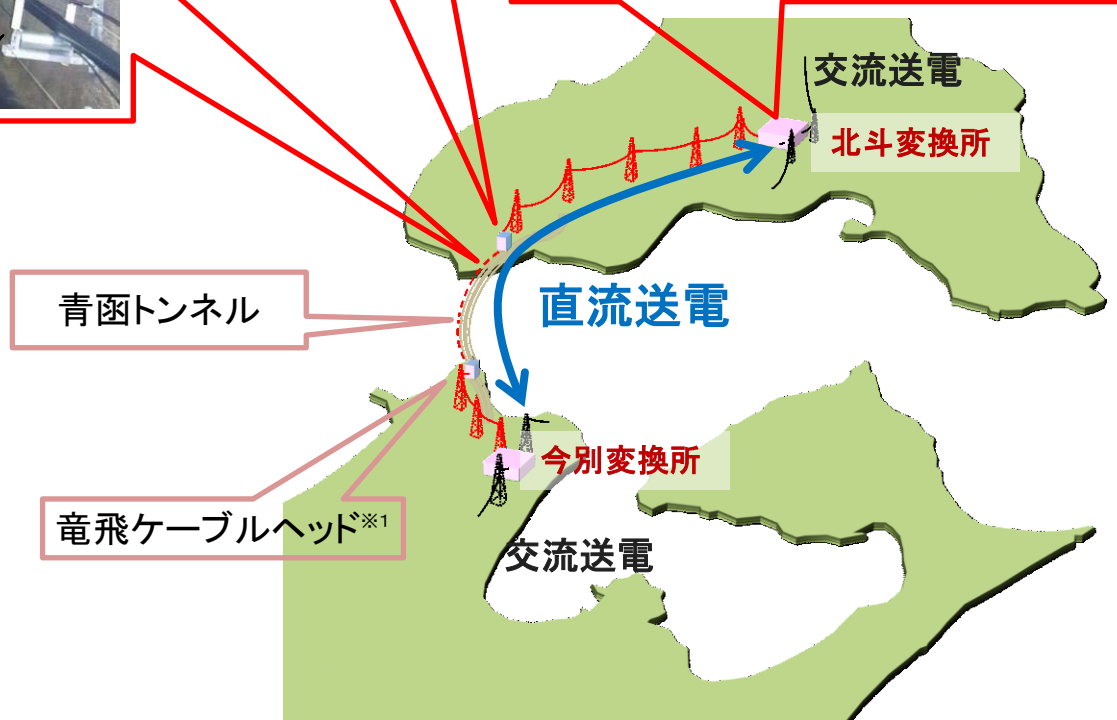 交流送電
北斗変換所
直流送電
青函トンネル
今別変換所
竜飛ケーブルヘッド※1
交流送電